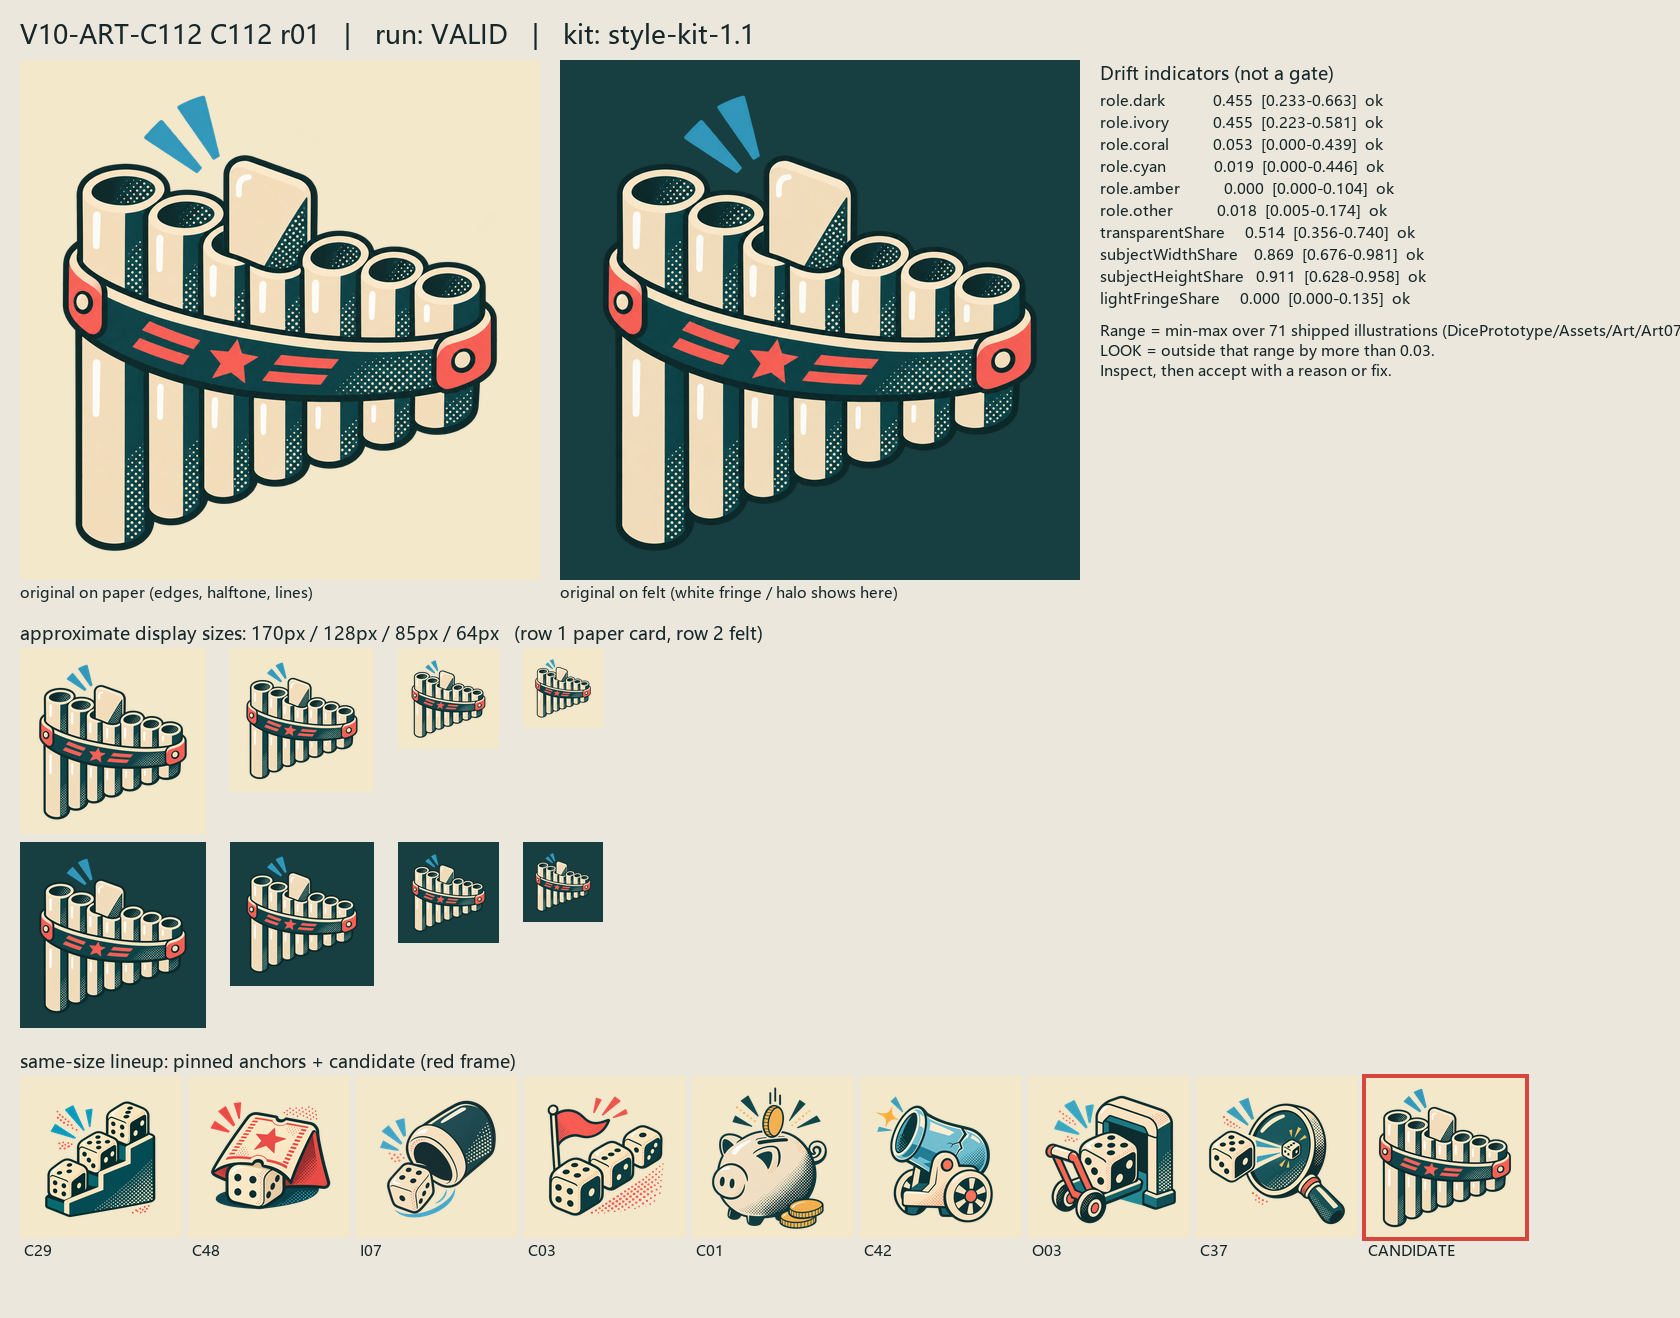 V10-ART-C112 C112 r01 | run: VALID | kit: style-kit-1.1
Drift indicators (not a gate)
role.dark 0.455 [0.233-0.663] ok
role.ivory 0.455 [0.223-0.581] ok
role.coral 0.053 [0.000-0.439] ok
role.cyan 0.019 [0.000-0.446] ok
role.amber 0.000 [0.000-0.104] ok
role.other 0.018 [0.005-0.174] ok
transparentShare 0.514 [0.356-0.740] ok
subjectWidthShare 0.869 [0.676-0.981] ok
subjectHeightShare 0.911 [0.628-0.958] ok
lightFringeShare 0.000 [0.000-0.135] ok
Range = min-max over 71 shipped illustrations (DicePrototype/Assets/Art/Art07
LOOK = outside that range by more than 0.03.
Inspect, then accept with a reason or fix.
original on paper (edges, halftone, lines)
original on felt (white fringe / halo shows here)
approximate display sizes: 170px / 128px / 85px / 64px (row 1 paper card, row 2 felt)
same-size lineup: pinned anchors + candidate (red frame)
C29
C48
I07
C03
C01
C42
O03
C37
CANDIDATE